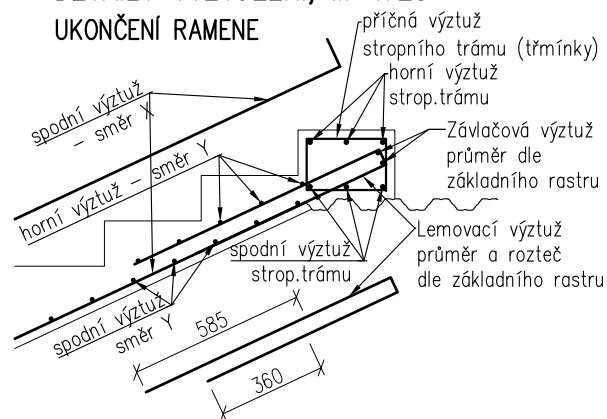 UKONČENÍ RAMENE
příčná výztuž
stropního trámu (třmínky)
horní výztuž
strop.trámu
spodní výztuž
- směr X
Závlačová výztuž
průměr dle
základního rastru
horní výztuž - směr Y
Lemovací výztuž
průměr a rozteč
dle základního rastru
spodní výztuž
strop.trámu
spodní výztuž
směr Y
585
360